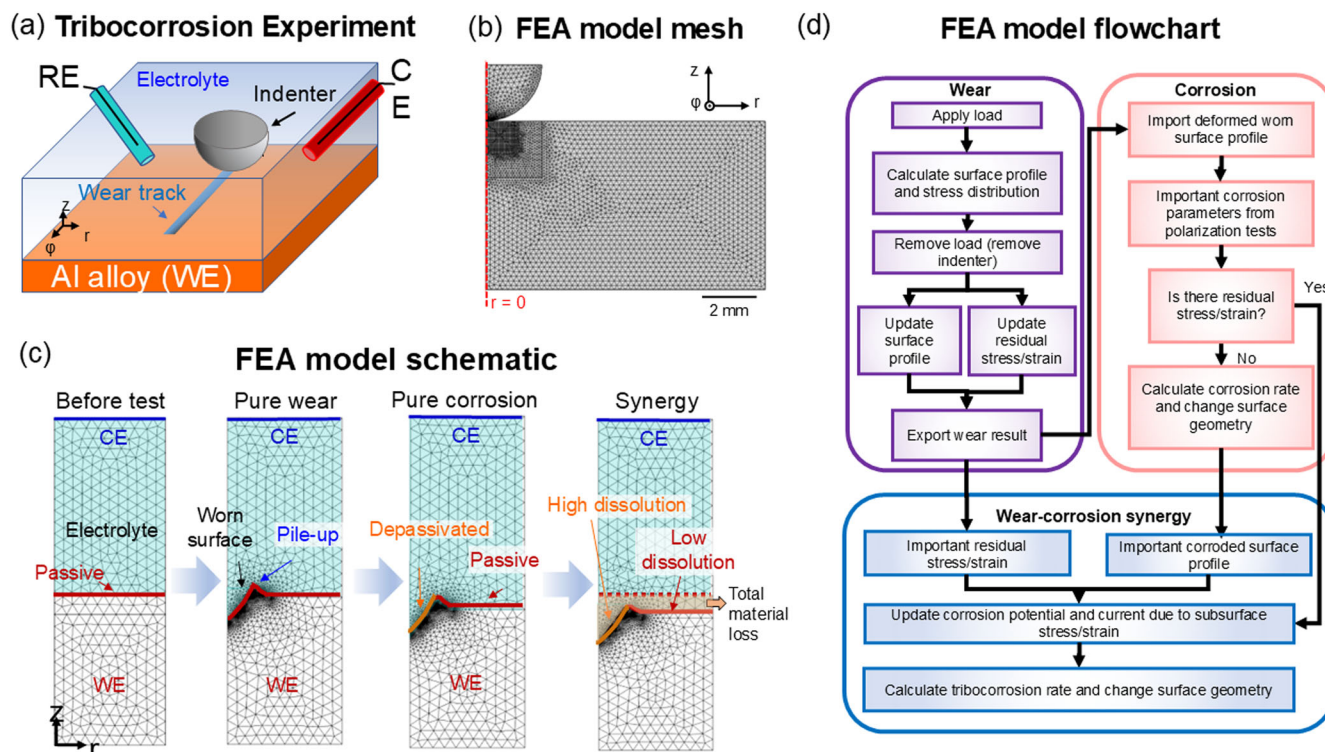 (a) Tribocorrosion Experiment
RE
Electrolyte
Indenter
C
E
Wear track
z
r
φ
Al alloy (WE)
(b) FEA model mesh
z
φ
r
r = 0
2 mm
(c) FEA model schematic
Before test
CE
Electrolyte
Passive
WE
Z
r
Pure wear
CE
Worn
surface
Pile-up
WE
Pure corrosion
CE
Depassivated
Passive
WE
Synergy
CE
High dissolution
Low
dissolution
Total
material
loss
WE
(d) FEA model flowchart
Wear
Apply load
Calculate surface profile
and stress distribution
Remove load (remove
indenter)
Update
surface
profile
Update
residual
stress/strain
Export wear result
Corrosion
Import deformed worn
surface profile
Important corrosion
parameters from
polarization tests
Is there residual
stress/strain?
Yes
No
Calculate corrosion rate
and change surface
geometry
Wear-corrosion synergy
Important residual
stress/strain
Important corroded surface
profile
Update corrosion potential and current due to subsurface
stress/strain
Calculate tribocorrosion rate and change surface geometry